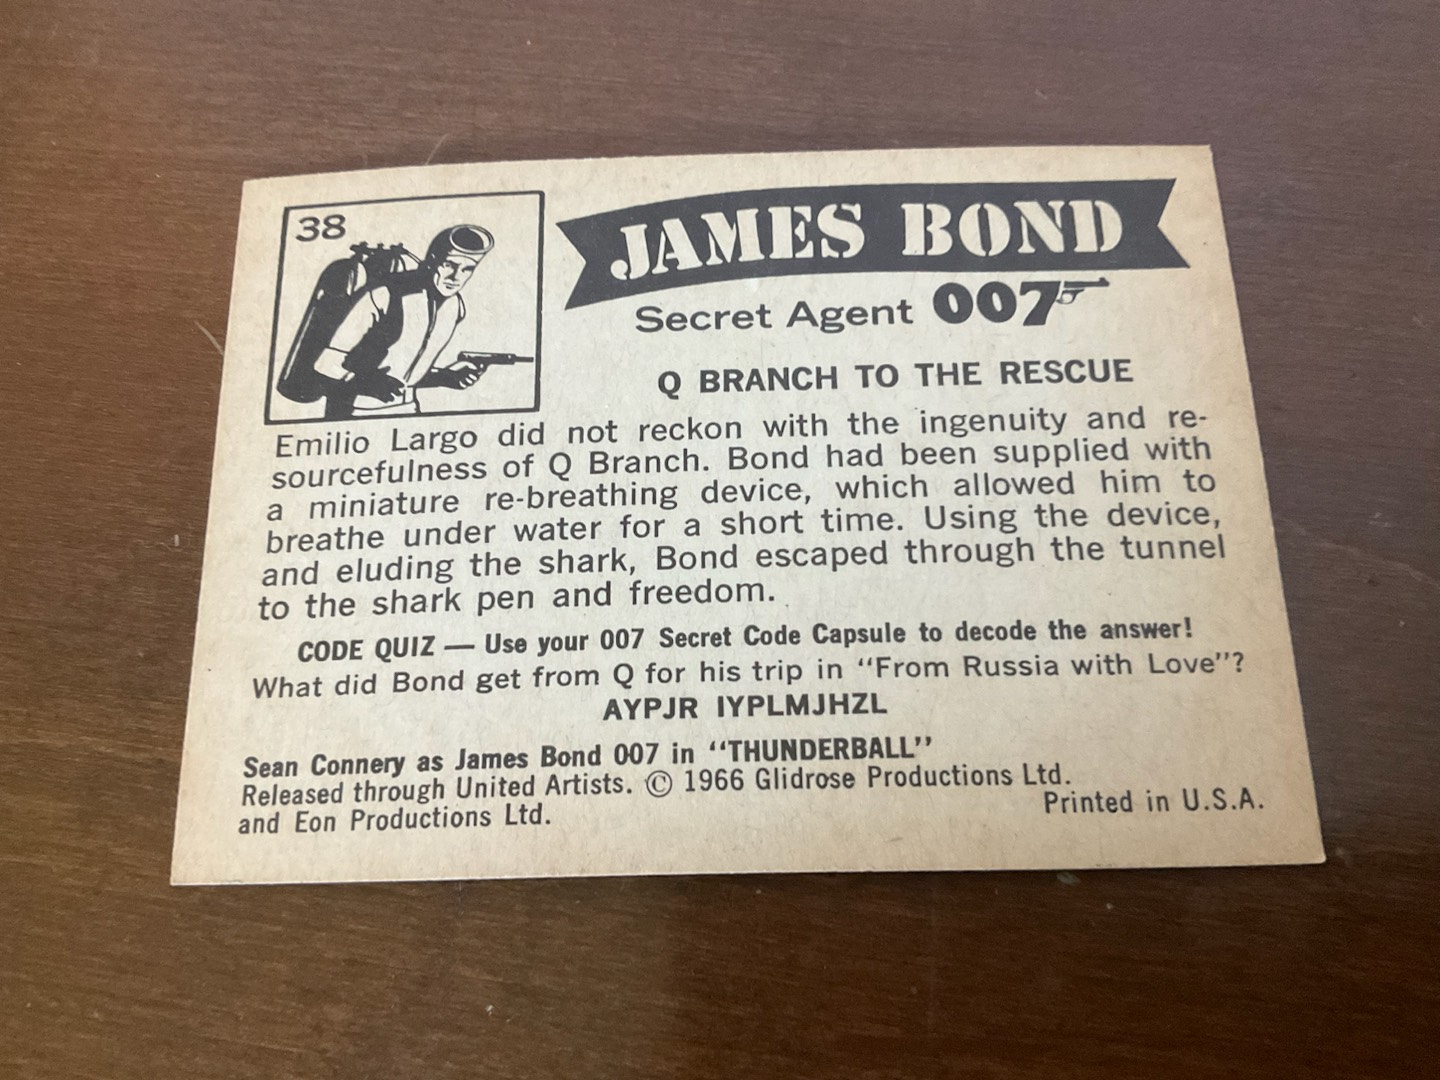 38
JAMES BOND
Secret Agent 007
Q BRANCH TO THE RESCUE
Emilio Largo did not reckon with the ingenuity and re-
sourcefulness of Q Branch. Bond had been supplied with
a miniature re-breathing device, which allowed him to
breathe under water for a short time. Using the device,
and eluding the shark, Bond escaped through the tunnel
to the shark pen and freedom.
CODE QUIZ — Use your 007 Secret Code Capsule to decode the answer!
What did Bond get from Q for his trip in “From Russia with Love”?
AYPJR IYPLMJHZL
Sean Connery as James Bond 007 in “THUNDERBALL”
Released through United Artists. © 1966 Glidrose Productions Ltd.
and Eon Productions Ltd.
Printed in U.S.A.